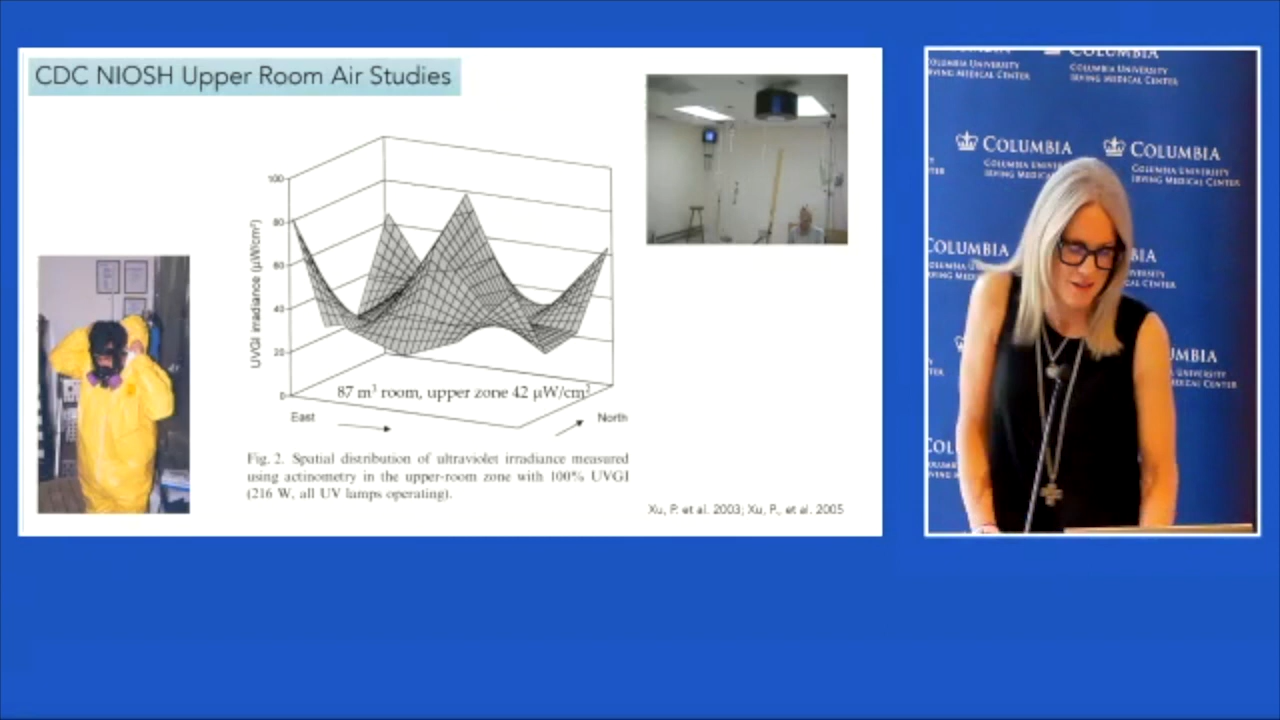 CDC NIOSH Upper Room Air Studies
100
80
60
40
20
0
UVGI irradiance (µW/cm²)
87 m³ room, upper zone 42 µW/cm²
East
North
Fig. 2. Spatial distribution of ultraviolet irradiance measured
using actinometry in the upper-room zone with 100% UVGI
(216 W, all UV lamps operating).
Xu, P. et al. 2003; Xu, P., et al. 2005
COLUMBIA UNIVERSITY
IRVING MEDICAL CENTER
COLUMBIA
COLUMBIA UNIVERSITY
IRVING MEDICAL CENTER
COLUMBIA
COLUMBIA UNIVERSITY
IRVING MEDICAL CENTER